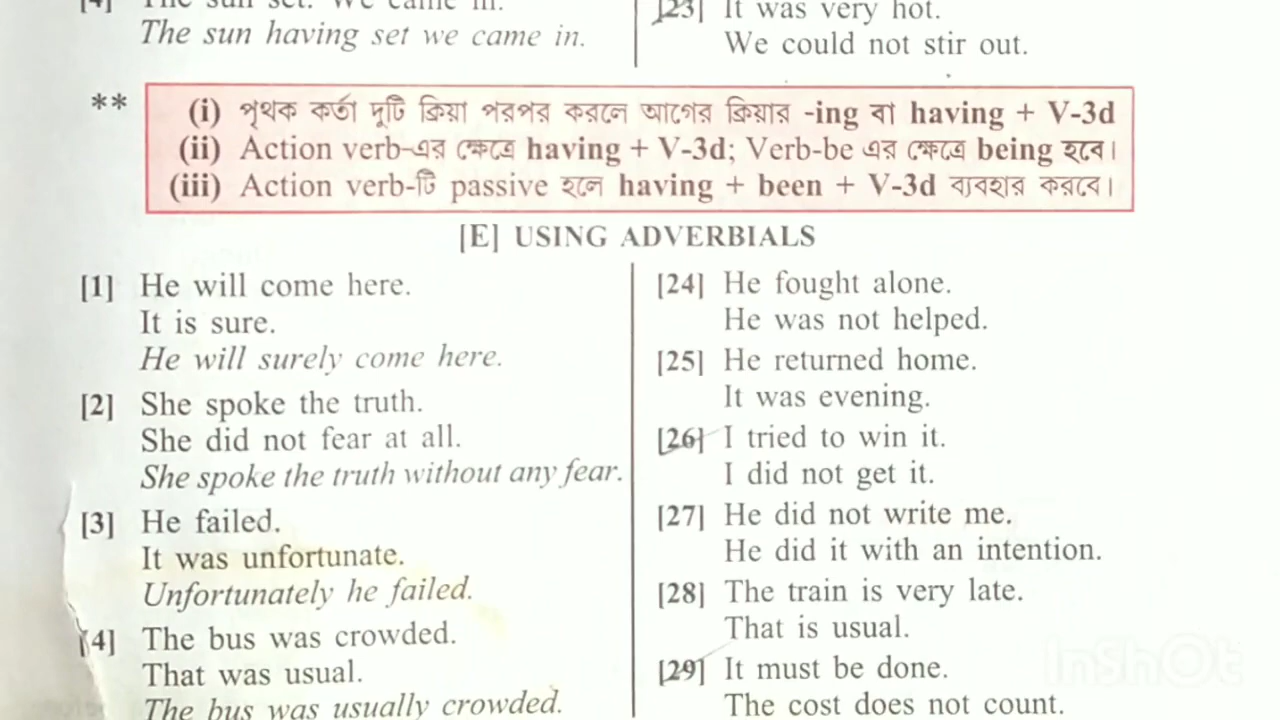 [4] The sun set. We came in.
The sun having set we came in.
[23] It was very hot.
We could not stir out.
** (i) পৃথক কর্তা দুটি ক্রিয়া পরপর করলে আগের ক্রিয়ার -ing বা having + V-3d
(ii) Action verb-এর ক্ষেত্রে having + V-3d; Verb-be এর ক্ষেত্রে being হবে।
(iii) Action verb-টি passive হলে having + been + V-3d ব্যবহার করবে।
[E] USING ADVERBIALS
[1] He will come here.
It is sure.
He will surely come here.
[2] She spoke the truth.
She did not fear at all.
She spoke the truth without any fear.
[3] He failed.
It was unfortunate.
Unfortunately he failed.
[4] The bus was crowded.
That was usual.
The bus was usually crowded.
[24] He fought alone.
He was not helped.
[25] He returned home.
It was evening.
[26] I tried to win it.
I did not get it.
[27] He did not write me.
He did it with an intention.
[28] The train is very late.
That is usual.
[29] It must be done.
The cost does not count.
InShOt